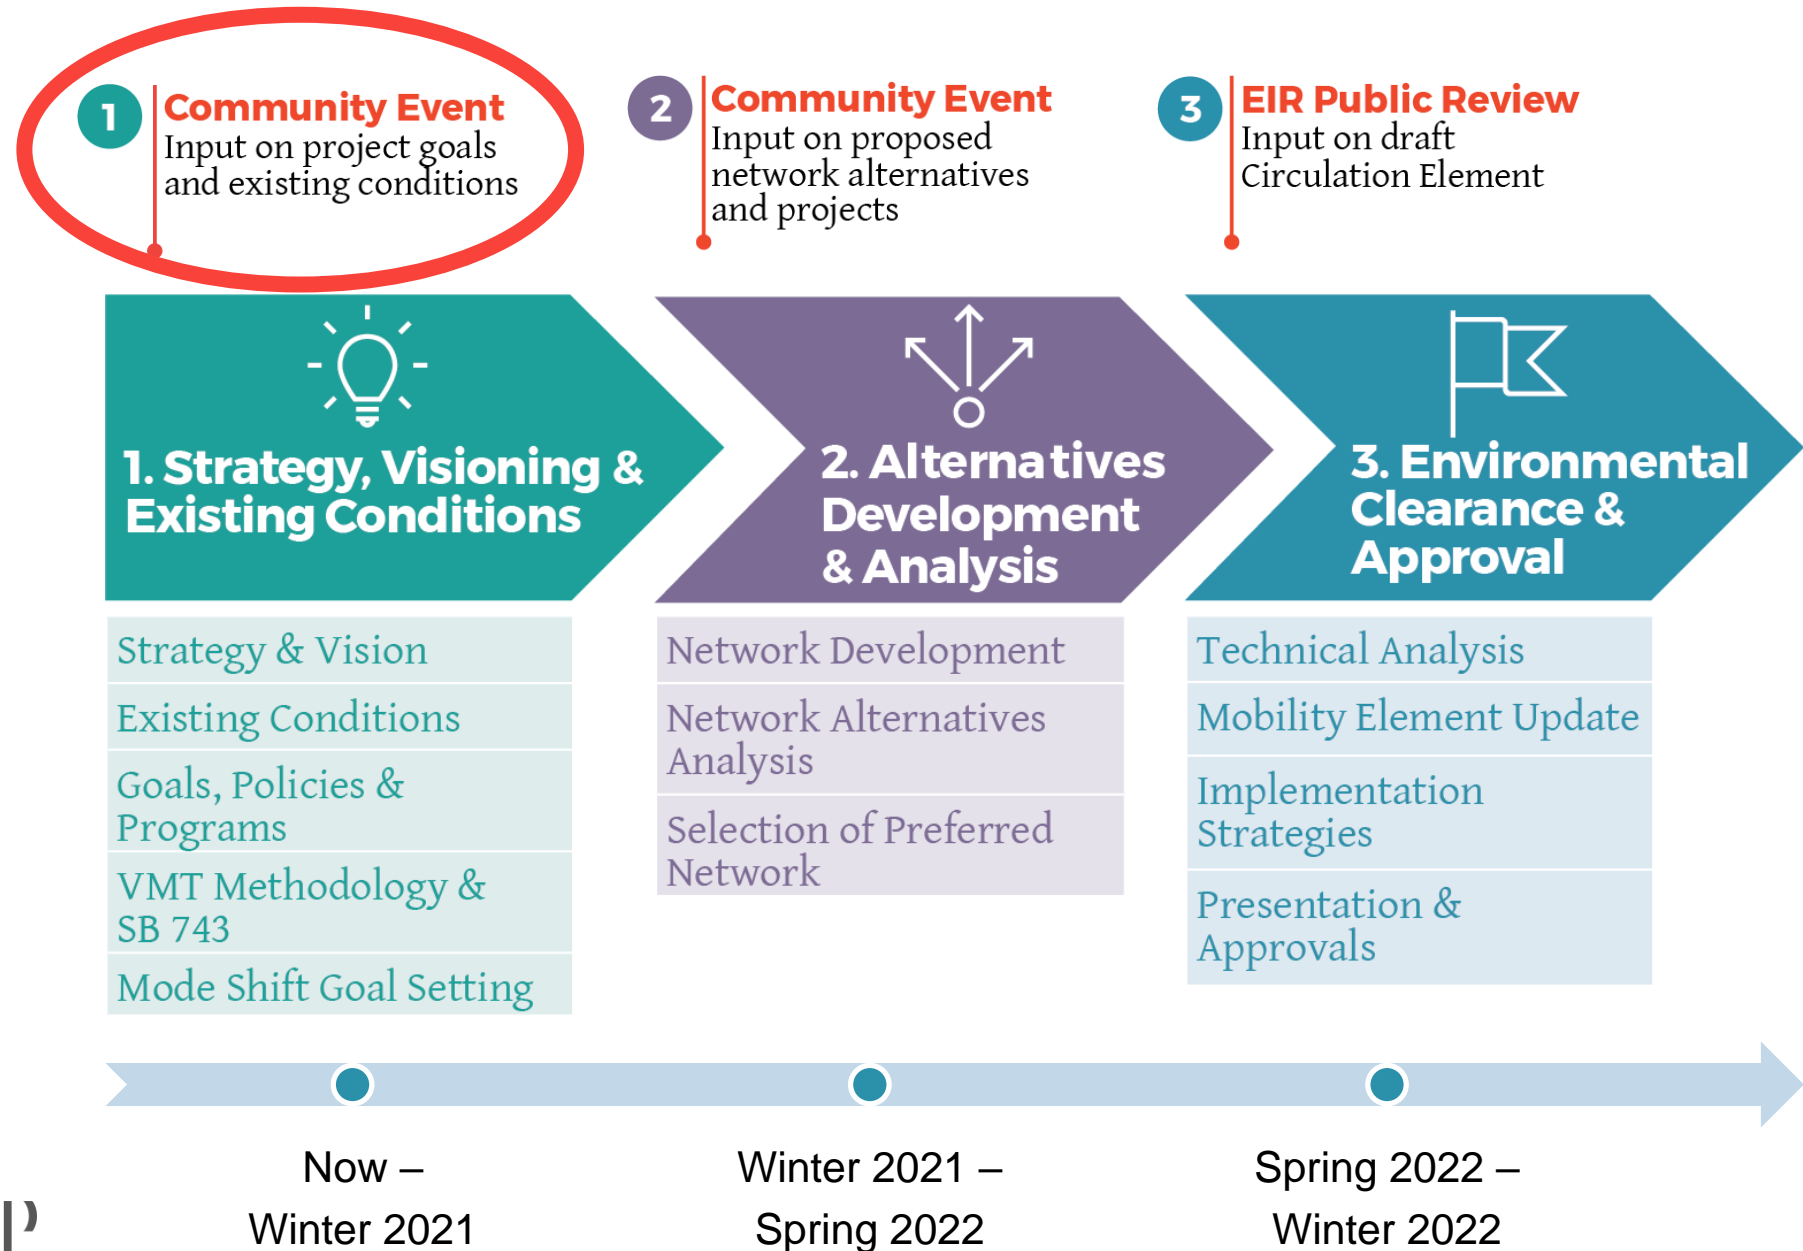 1
Community Event
Input on project goals
and existing conditions
2
Community Event
Input on proposed
network alternatives
and projects
3
EIR Public Review
Input on draft
Circulation Element
1. Strategy, Visioning &
Existing Conditions
2. Alternatives
Development
& Analysis
3. Environmental
Clearance &
Approval
Strategy & Vision
Existing Conditions
Goals, Policies &
Programs
VMT Methodology &
SB 743
Mode Shift Goal Setting
Network Development
Network Alternatives
Analysis
Selection of Preferred
Network
Technical Analysis
Mobility Element Update
Implementation
Strategies
Presentation &
Approvals
Now –
Winter 2021
Winter 2021 –
Spring 2022
Spring 2022 –
Winter 2022